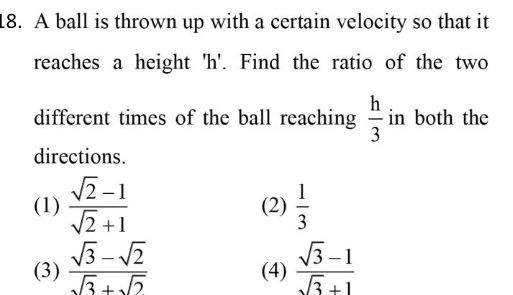 18. A ball is thrown up with a certain velocity so that it
reaches a height 'h'. Find the ratio of the two
different times of the ball reaching h/3 in both the
directions.
(1) (√2 – 1)/(√2 + 1) (2) 1/3
(3) (√3 – √2)/(√3 + √2) (4) (√3 – 1)/(√3 + 1)